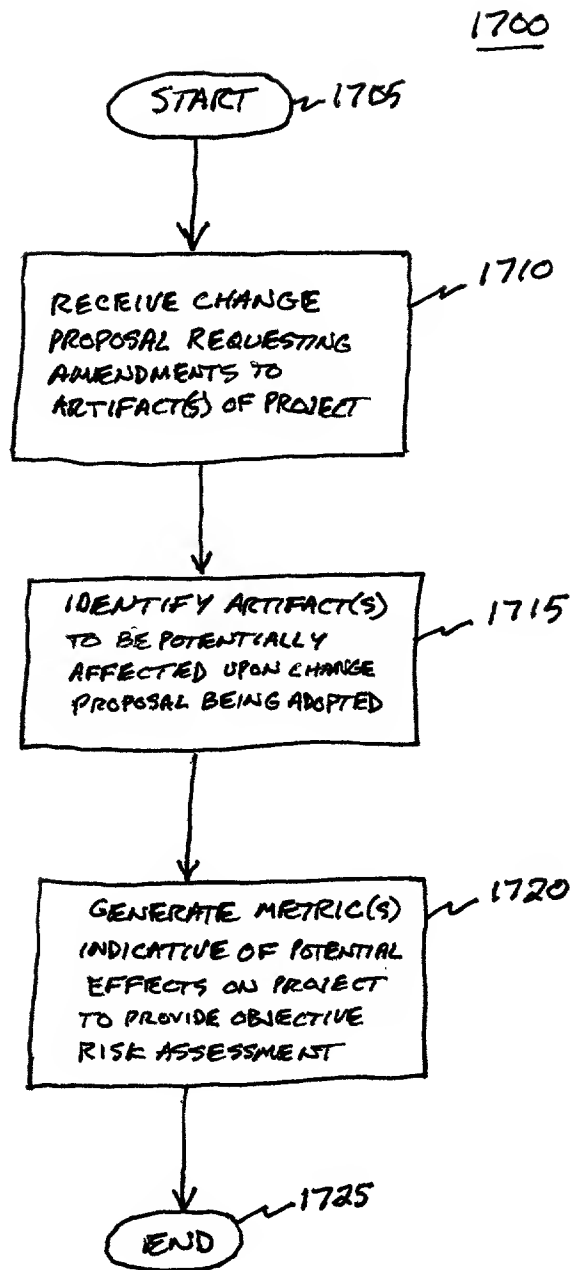 1700
START 1705
RECEIVE CHANGE 1710
PROPOSAL REQUESTING
AMENDMENTS TO
ARTIFACT(S) OF PROJECT
IDENTIFY ARTIFACT(S) 1715
TO BE POTENTIALLY
AFFECTED UPON CHANGE
PROPOSAL BEING ADOPTED
GENERATE METRIC(S) 1720
INDICATIVE OF POTENTIAL
EFFECTS ON PROJECT
TO PROVIDE OBJECTIVE
RISK ASSESSMENT
1725
END